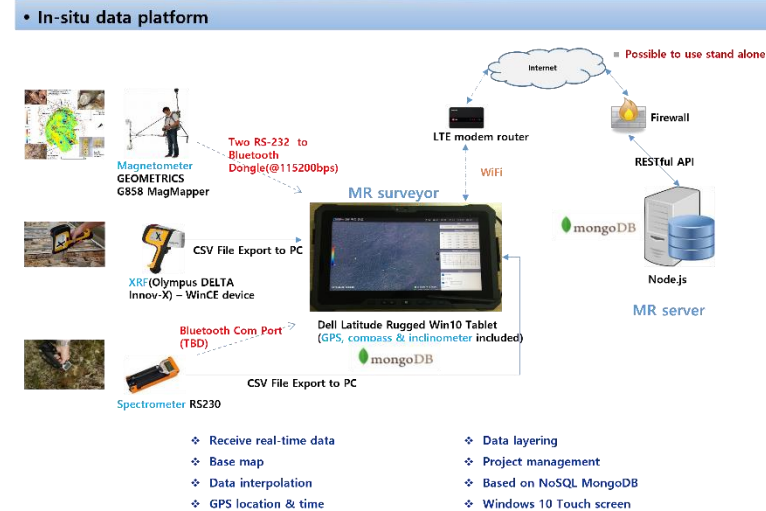 • In-situ data platform
Possible to use stand alone
Internet
LTE modem router
Firewall
WiFi
RESTful API
Two RS-232 to
Bluetooth
Dongle(@115200bps)
Magnetometer
GEOMETRICS
G858 MagMapper
MR surveyor
mongoDB
Node.js
MR server
CSV File Export to PC
XRF(Olympus DELTA
Innov-X) – WinCE device
Dell Latitude Rugged Win10 Tablet
(GPS, compass & inclinometer included)
mongoDB
Bluetooth Com Port
(TBD)
CSV File Export to PC
Spectrometer RS230
❖ Receive real-time data
❖ Base map
❖ Data interpolation
❖ GPS location & time
❖ Data layering
❖ Project management
❖ Based on NoSQL MongoDB
❖ Windows 10 Touch screen